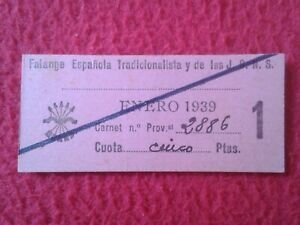 Falange Española Tradicionalista y de las J. O. N. S.
ENERO 1939
Carnet n.º Prov.al 2886
1
Cuota cinco Ptas.